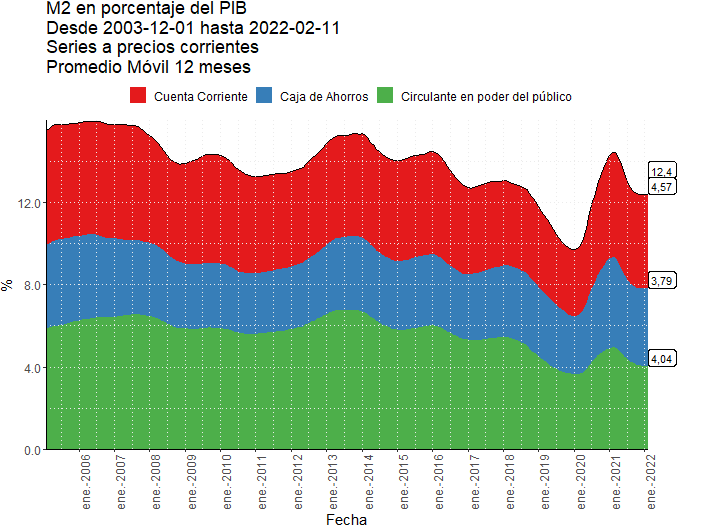 M2 en porcentaje del PIB
Desde 2003-12-01 hasta 2022-02-11
Series a precios corrientes
Promedio Móvil 12 meses
Cuenta Corriente Caja de Ahorros Circulante en poder del público
12.0
8.0
4.0
0.0
%
12,4
4,57
3,79
4,04
ene.-2006
ene.-2007
ene.-2008
ene.-2009
ene.-2010
ene.-2011
ene.-2012
ene.-2013
ene.-2014
ene.-2015
ene.-2016
ene.-2017
ene.-2018
ene.-2019
ene.-2020
ene.-2021
ene.-2022
Fecha